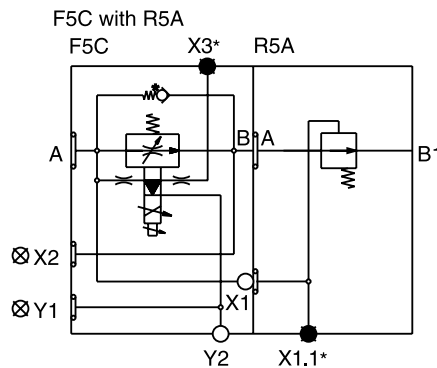 F5C with R5A
F5C X3* R5A
A B A B1
X2
X1
Y1
Y2 X1.1*